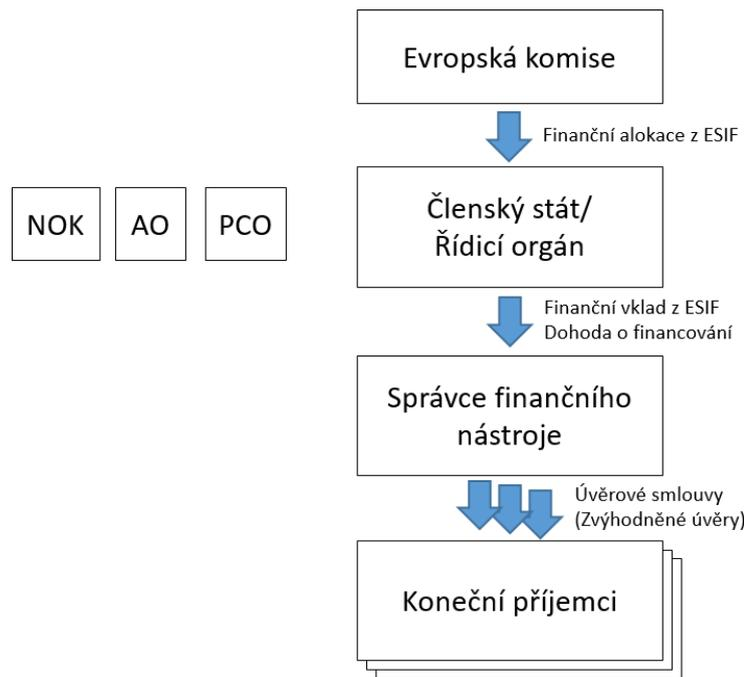 Evropská komise
Finanční alokace z ESIF
NOK
AO
PCO
Členský stát/
Řídicí orgán
Finanční vklad z ESIF
Dohoda o financování
Správce finančního
nástroje
Úvěrové smlouvy
(Zvýhodněné úvěry)
Koneční příjemci